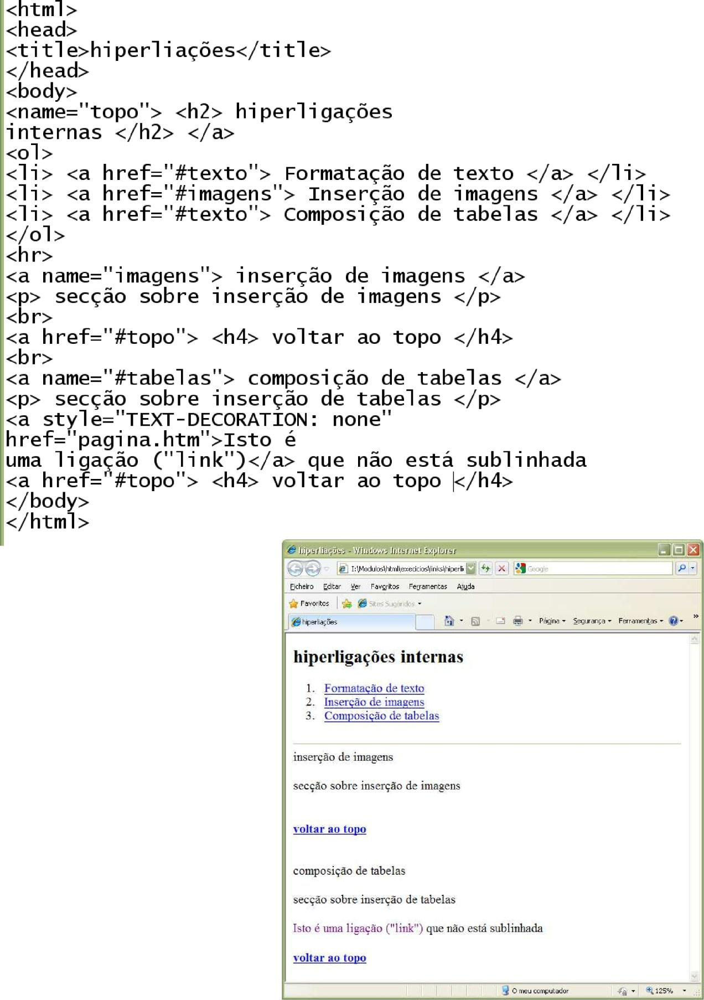 <html>
<head>
<title>hiperliações</title>
</head>
<body>
<name="topo"> <h2> hiperligações
internas </h2> </a>
<ol>
<li> <a href="#texto"> Formatação de texto </a> </li>
<li> <a href="#imagens"> Inserção de imagens </a> </li>
<li> <a href="#texto"> Composição de tabelas </a> </li>
</ol>
<hr>
<a name="imagens"> inserção de imagens </a>
<p> secção sobre inserção de imagens </p>
<br>
<a href="#topo"> <h4> voltar ao topo </h4>
<br>
<a name="#tabelas"> composição de tabelas </a>
<p> secção sobre inserção de tabelas </p>
<a style="TEXT-DECORATION: none"
href="pagina.htm">Isto é
uma ligação ("link")</a> que não está sublinhada
<a href="#topo"> <h4> voltar ao topo </h4>
</body>
</html>
hiperliações - Windows Internet Explorer
I:\Modulos\html\execicios\links\hiperli
Google
Ficheiro Editar Ver Favoritos Ferramentas Ajuda
Favoritos Sites Sugeridos
hiperliações Página Segurança Ferramentas »
hiperligações internas
1. Formatação de texto
2. Inserção de imagens
3. Composição de tabelas
inserção de imagens
secção sobre inserção de imagens
voltar ao topo
composição de tabelas
secção sobre inserção de tabelas
Isto é uma ligação ("link") que não está sublinhada
voltar ao topo
O meu computador 125%